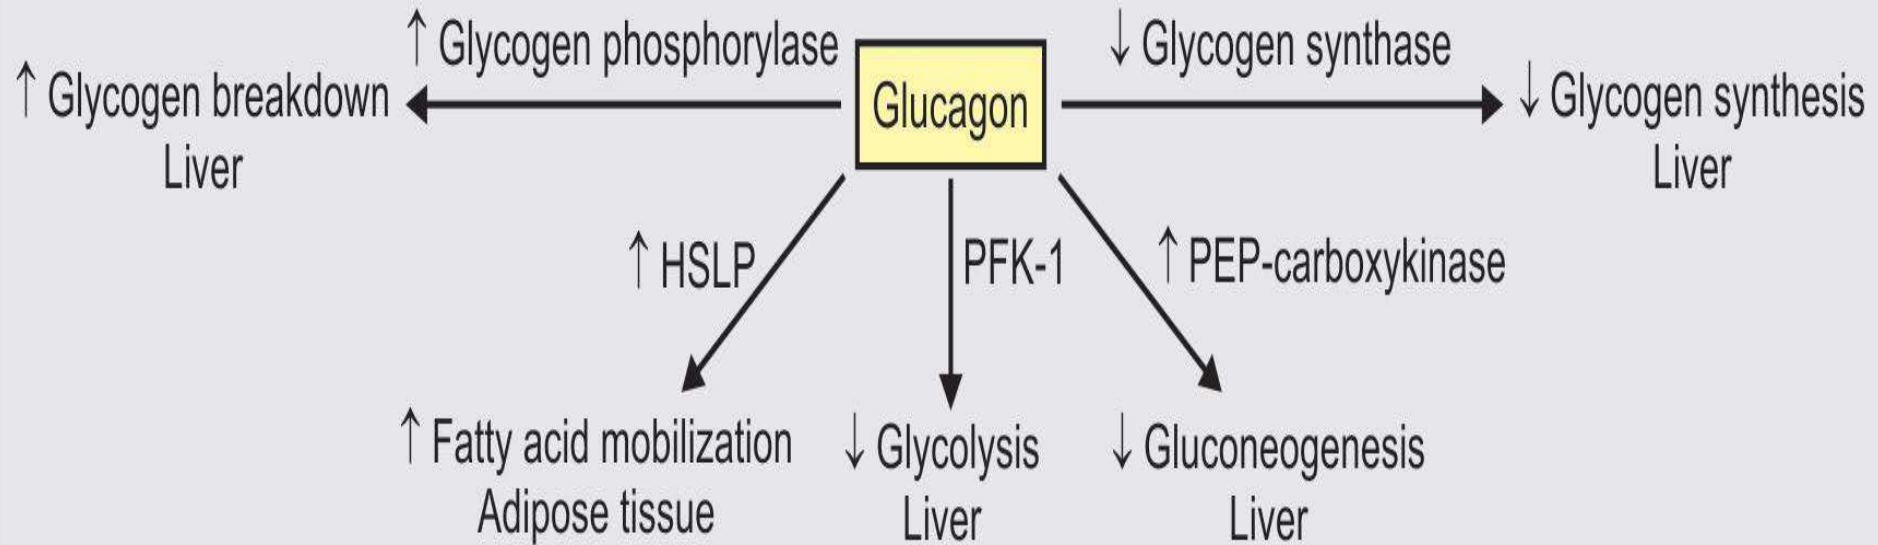 ↑ Glycogen phosphorylase
Glucagon
↓ Glycogen synthase
↑ Glycogen breakdown
Liver
↓ Glycogen synthesis
Liver
↑ HSLP
PFK-1
↑ PEP-carboxykinase
↑ Fatty acid mobilization
Adipose tissue
↓ Glycolysis
Liver
↓ Gluconeogenesis
Liver